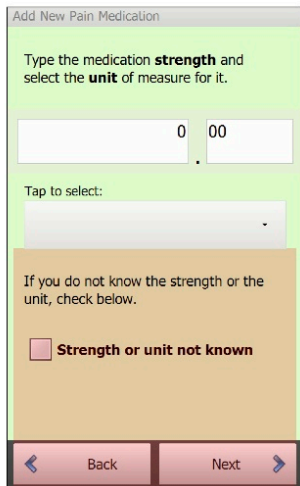 Add New Pain Medication
Type the medication strength and
select the unit of measure for it.
0 . 00
Tap to select:
If you do not know the strength or the
unit, check below.
Strength or unit not known
Back Next